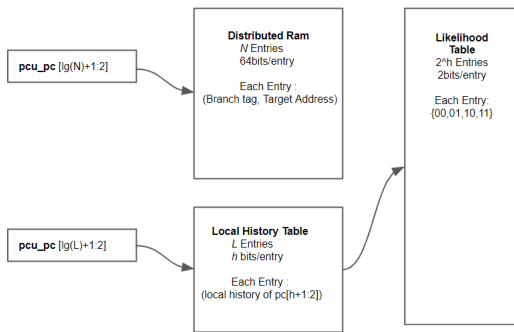 pcu_pc [lg(N)+1:2]
Distributed Ram
N Entries
64bits/entry
Each Entry :
(Branch tag, Target Address)
Likelihood
Table
2^h Entries
2bits/entry
Each Entry:
{00,01,10,11}
pcu_pc [lg(L)+1:2]
Local History Table
L Entries
h bits/entry
Each Entry :
(local history of pc[h+1:2])